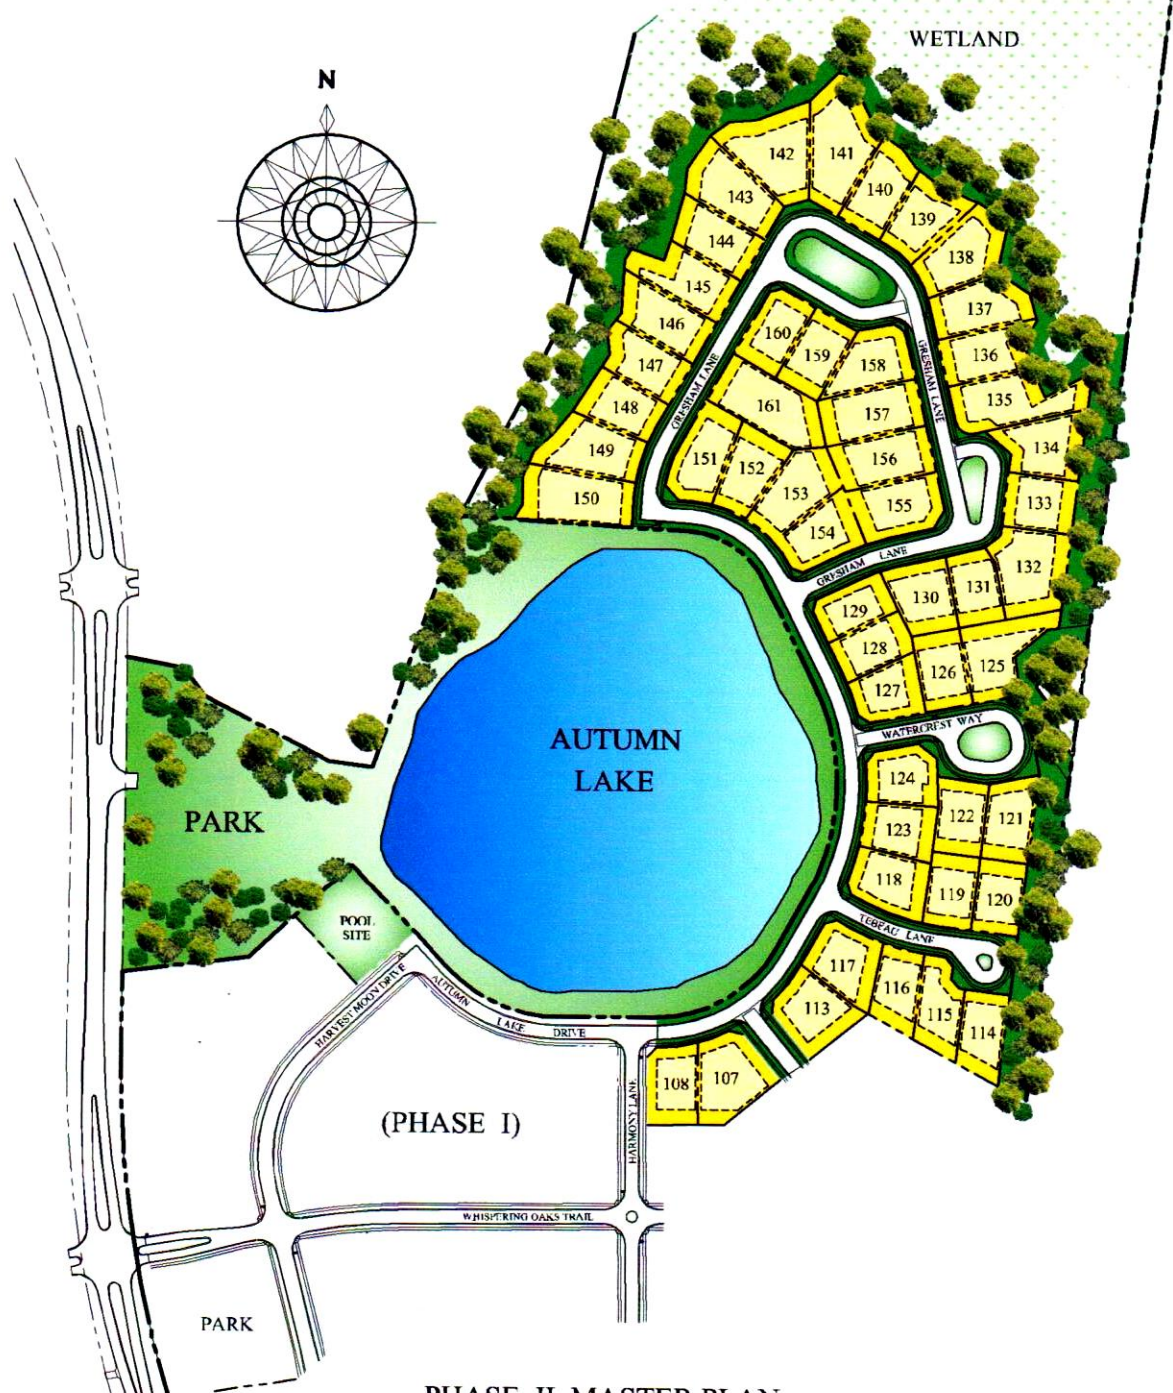 WETLAND
N
142
141
143
140
139
144
138
145
137
146
160
159
158
136
147
161
157
135
148
GRESHAM LANE
GRESHAM LANE
149
151
152
156
134
150
153
155
133
154
GRESHAM LANE
132
131
130
129
128
127
126
125
WATERCREST WAY
AUTUMN
LAKE
124
123
122
121
118
119
120
PARK
TEBEAU LANE
POOL
SITE
117
116
115
114
113
HARVEST MOON DRIVE
AUTUMN LAKE DRIVE
108
107
HARMONY LANE
(PHASE I)
WHISPERING OAKS TRAIL
PARK
PHASE II MASTER PLAN